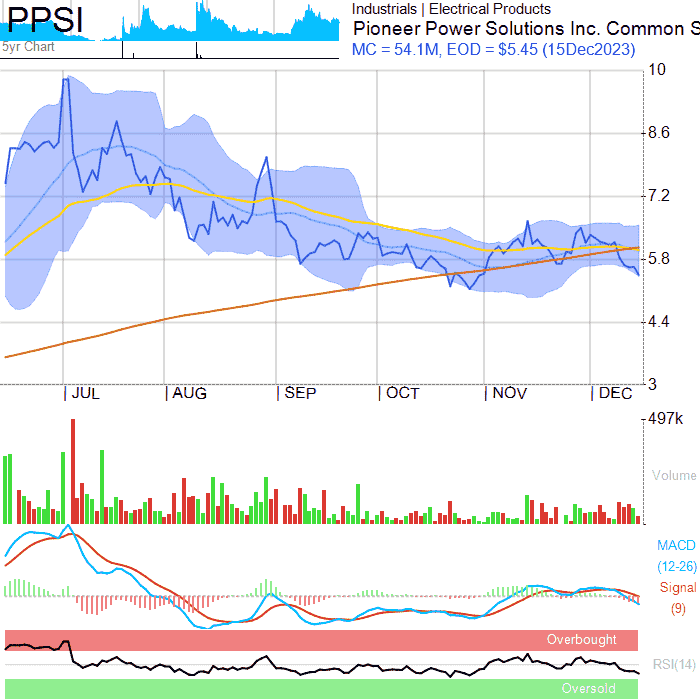 PPSI
5yr Chart
Industrials | Electrical Products
Pioneer Power Solutions Inc. Common S
MC = 54.1M, EOD = $5.45 (15Dec2023)
10
8.6
7.2
5.8
4.4
3
JUL AUG SEP OCT NOV DEC
497k
Volume
MACD
(12-26)
Signal
(9)
Overbought
RSI(14)
Oversold